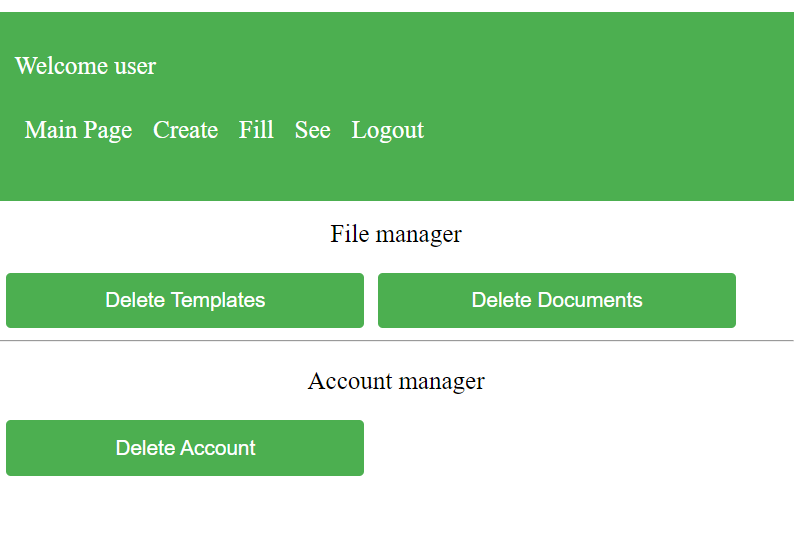 Welcome user
Main Page Create Fill See Logout
File manager
Delete Templates Delete Documents
Account manager
Delete Account